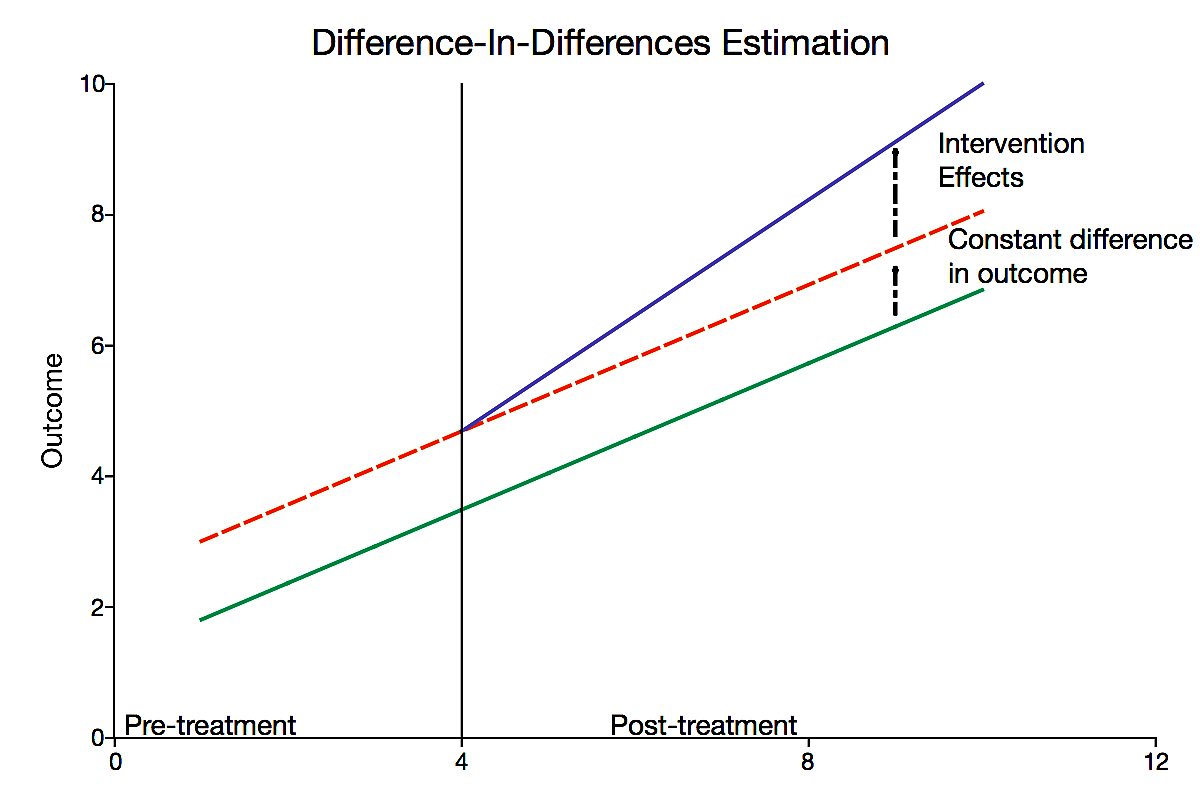 Difference-In-Differences Estimation
10
8
6
4
2
0
Outcome
Intervention
Effects
Constant difference
in outcome
Pre-treatment
Post-treatment
0
4
8
12